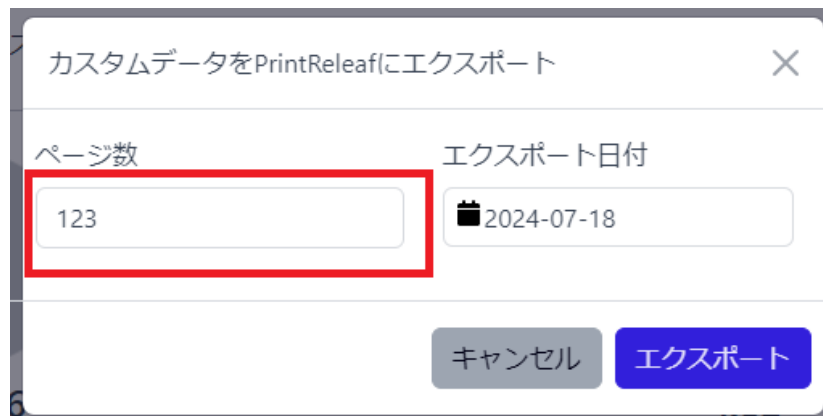 カスタムデータをPrintReleafにエクスポート
ページ数
エクスポート日付
123
2024-07-18
キャンセル
エクスポート